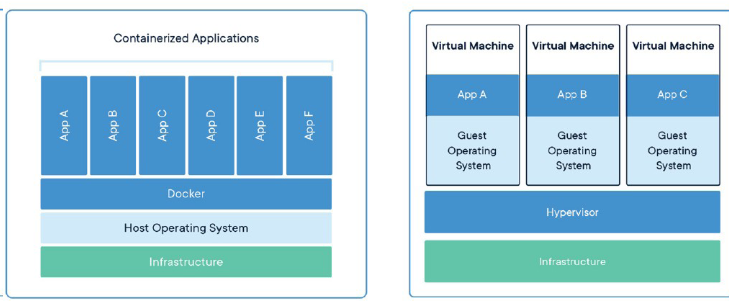 Containerized Applications
App A
App B
App C
App D
App E
App F
Docker
Host Operating System
Infrastructure
Virtual Machine
App A
Guest
Operating
System
Virtual Machine
App B
Guest
Operating
System
Virtual Machine
App C
Guest
Operating
System
Hypervisor
Infrastructure